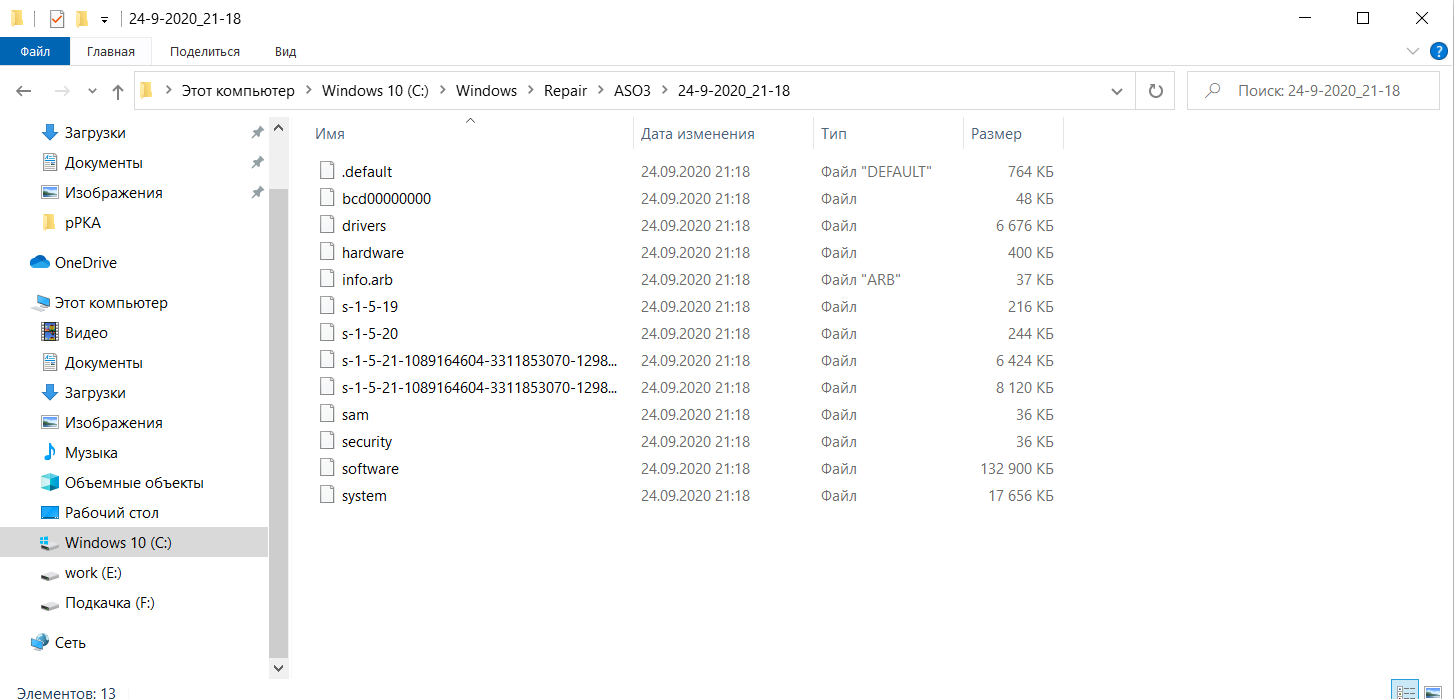 24-9-2020_21-18
Файл Главная Поделиться Вид
Этот компьютер Windows 10 (C:) Windows Repair ASO3 24-9-2020_21-18 Поиск: 24-9-2020_21-18
Загрузки
Документы
Изображения
рРКА
OneDrive
Этот компьютер
Видео
Документы
Загрузки
Изображения
Музыка
Объемные объекты
Рабочий стол
Windows 10 (C:)
work (E:)
Подкачка (F:)
Сеть
Имя Дата изменения Тип Размер
.default 24.09.2020 21:18 Файл "DEFAULT" 764 КБ
bcd00000000 24.09.2020 21:18 Файл 48 КБ
drivers 24.09.2020 21:18 Файл 6 676 КБ
hardware 24.09.2020 21:18 Файл 400 КБ
info.arb 24.09.2020 21:18 Файл "ARB" 37 КБ
s-1-5-19 24.09.2020 21:18 Файл 216 КБ
s-1-5-20 24.09.2020 21:18 Файл 244 КБ
s-1-5-21-1089164604-3311853070-1298... 24.09.2020 21:18 Файл 6 424 КБ
s-1-5-21-1089164604-3311853070-1298... 24.09.2020 21:18 Файл 8 120 КБ
sam 24.09.2020 21:18 Файл 36 КБ
security 24.09.2020 21:18 Файл 36 КБ
software 24.09.2020 21:18 Файл 132 900 КБ
system 24.09.2020 21:18 Файл 17 656 КБ
Элементов: 13